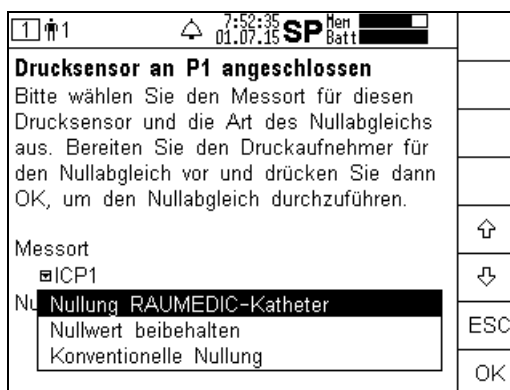 1 1 7:52:35 SP Mem
01.07.15 Batt
Drucksensor an P1 angeschlossen
Bitte wählen Sie den Messort für diesen
Drucksensor und die Art des Nullabgleichs
aus. Bereiten Sie den Druckaufnehmer für
den Nullabgleich vor und drücken Sie dann
OK, um den Nullabgleich durchzuführen.
Messort
ICP1
Nullung RAUMEDIC-Katheter
Nullwert beibehalten
Konventionelle Nullung
ESC
OK